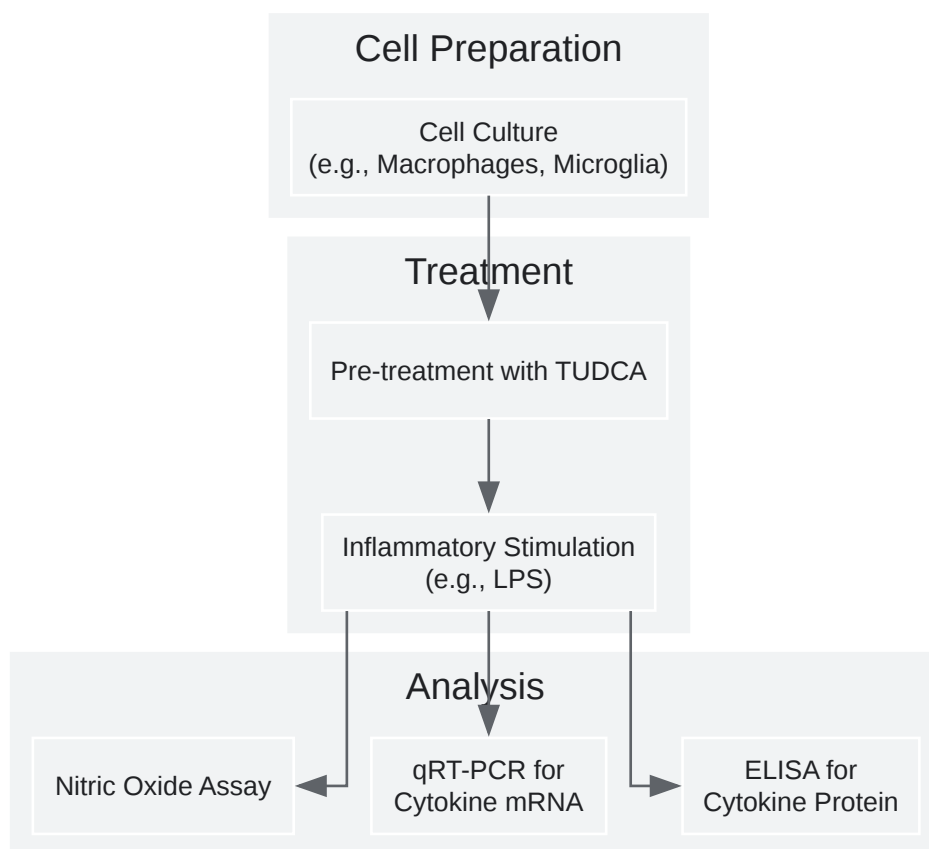 Cell Preparation
Cell Culture
(e.g., Macrophages, Microglia)
Treatment
Pre-treatment with TUDCA
Inflammatory Stimulation
(e.g., LPS)
Analysis
Nitric Oxide Assay
qRT-PCR for
Cytokine mRNA
ELISA for
Cytokine Protein